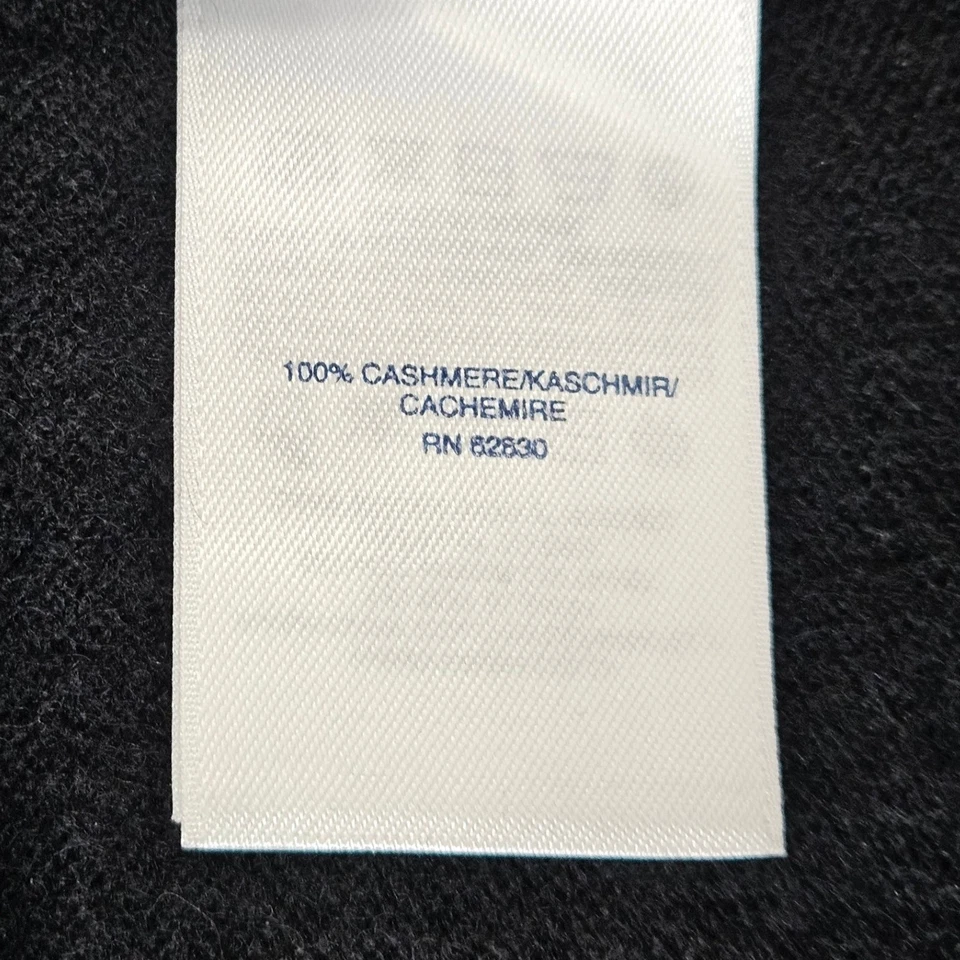 100% CASHMERE/KASCHMIR/
CACHEMIRE
RN 62830